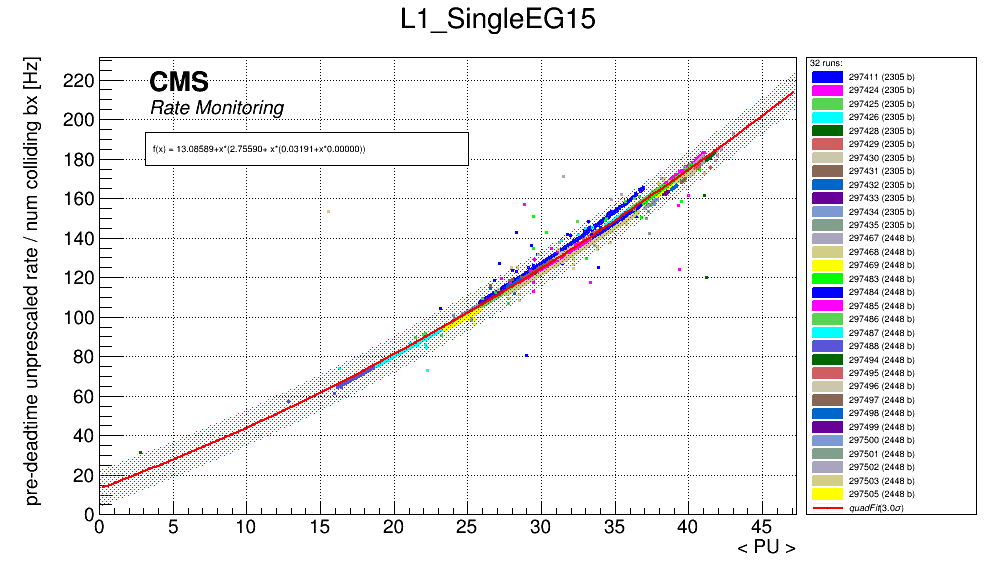 L1_SingleEG15
pre-deadtime unprescaled rate / num colliding bx [Hz]
220
200
180
160
140
120
100
80
60
40
20
0
CMS
Rate Monitoring
f(x) = 13.08589+x*(2.75590+ x*(0.03191+x*0.00000))
0 5 10 15 20 25 30 35 40 45
< PU >
32 runs:
297411 (2305 b)
297424 (2305 b)
297425 (2305 b)
297426 (2305 b)
297428 (2305 b)
297429 (2305 b)
297430 (2305 b)
297431 (2305 b)
297432 (2305 b)
297433 (2305 b)
297434 (2305 b)
297435 (2305 b)
297467 (2448 b)
297468 (2448 b)
297469 (2448 b)
297483 (2448 b)
297484 (2448 b)
297485 (2448 b)
297486 (2448 b)
297487 (2448 b)
297488 (2448 b)
297494 (2448 b)
297495 (2448 b)
297496 (2448 b)
297497 (2448 b)
297498 (2448 b)
297499 (2448 b)
297500 (2448 b)
297501 (2448 b)
297502 (2448 b)
297503 (2448 b)
297505 (2448 b)
quadFit(3.0σ)